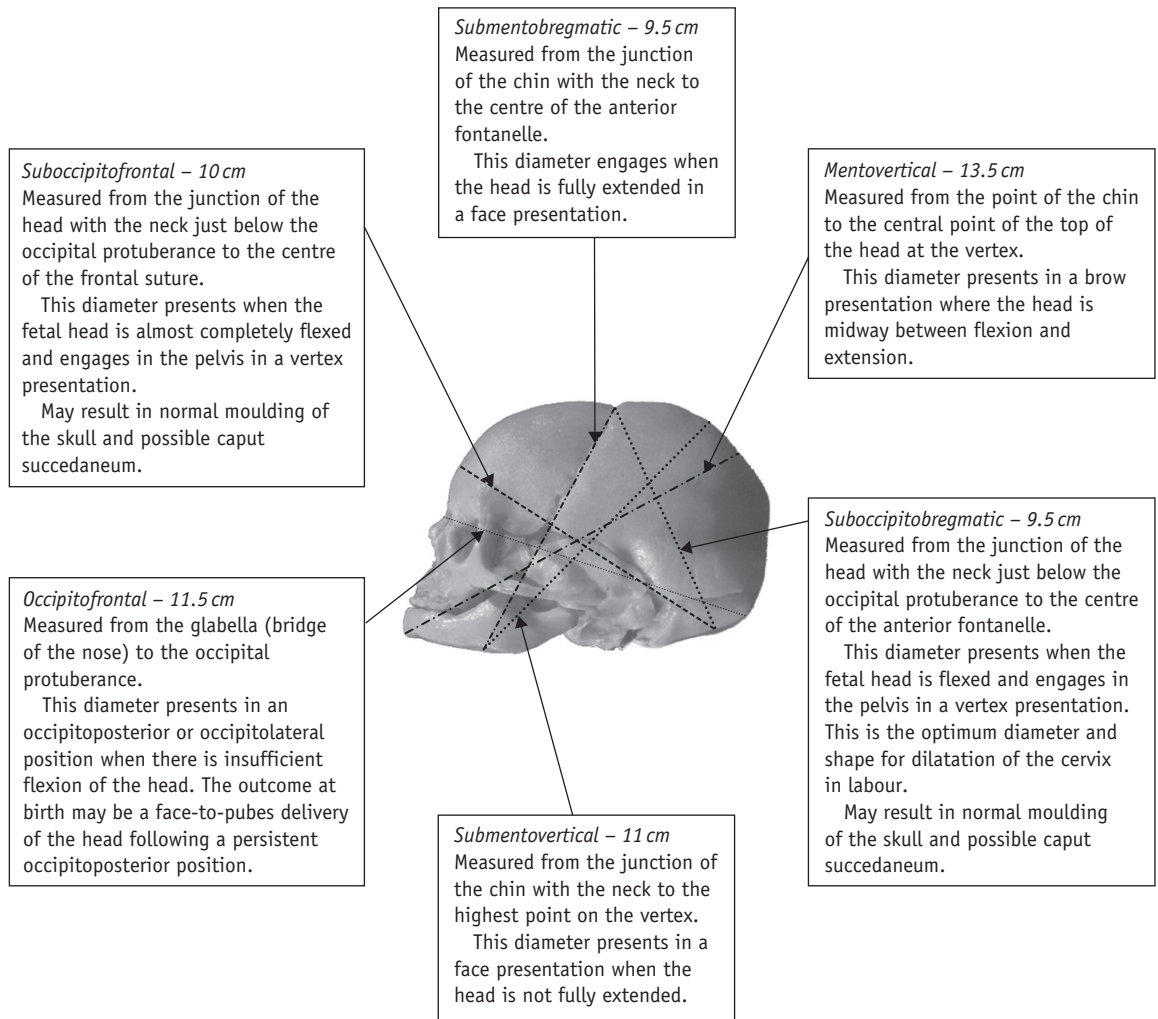 Submentobregmatic – 9.5 cm
Measured from the junction
of the chin with the neck to
the centre of the anterior
fontanelle.
This diameter engages when
the head is fully extended in
a face presentation.
Suboccipitofrontal – 10 cm
Measured from the junction of the
head with the neck just below the
occipital protuberance to the centre
of the frontal suture.
This diameter presents when the
fetal head is almost completely flexed
and engages in the pelvis in a vertex
presentation.
May result in normal moulding of
the skull and possible caput
succedaneum.
Mentovertical – 13.5 cm
Measured from the point of the chin
to the central point of the top of
the head at the vertex.
This diameter presents in a brow
presentation where the head is
midway between flexion and
extension.
Occipitofrontal – 11.5 cm
Measured from the glabella (bridge
of the nose) to the occipital
protuberance.
This diameter presents in an
occipitoposterior or occipitolateral
position when there is insufficient
flexion of the head. The outcome at
birth may be a face-to-pubes delivery
of the head following a persistent
occipitoposterior position.
Suboccipitobregmatic – 9.5 cm
Measured from the junction of the
head with the neck just below the
occipital protuberance to the centre
of the anterior fontanelle.
This diameter presents when the
fetal head is flexed and engages in
the pelvis in a vertex presentation.
This is the optimum diameter and
shape for dilatation of the cervix
in labour.
May result in normal moulding
of the skull and possible caput
succedaneum.
Submentovertical – 11 cm
Measured from the junction of
the chin with the neck to the
highest point on the vertex.
This diameter presents in a
face presentation when the
head is not fully extended.